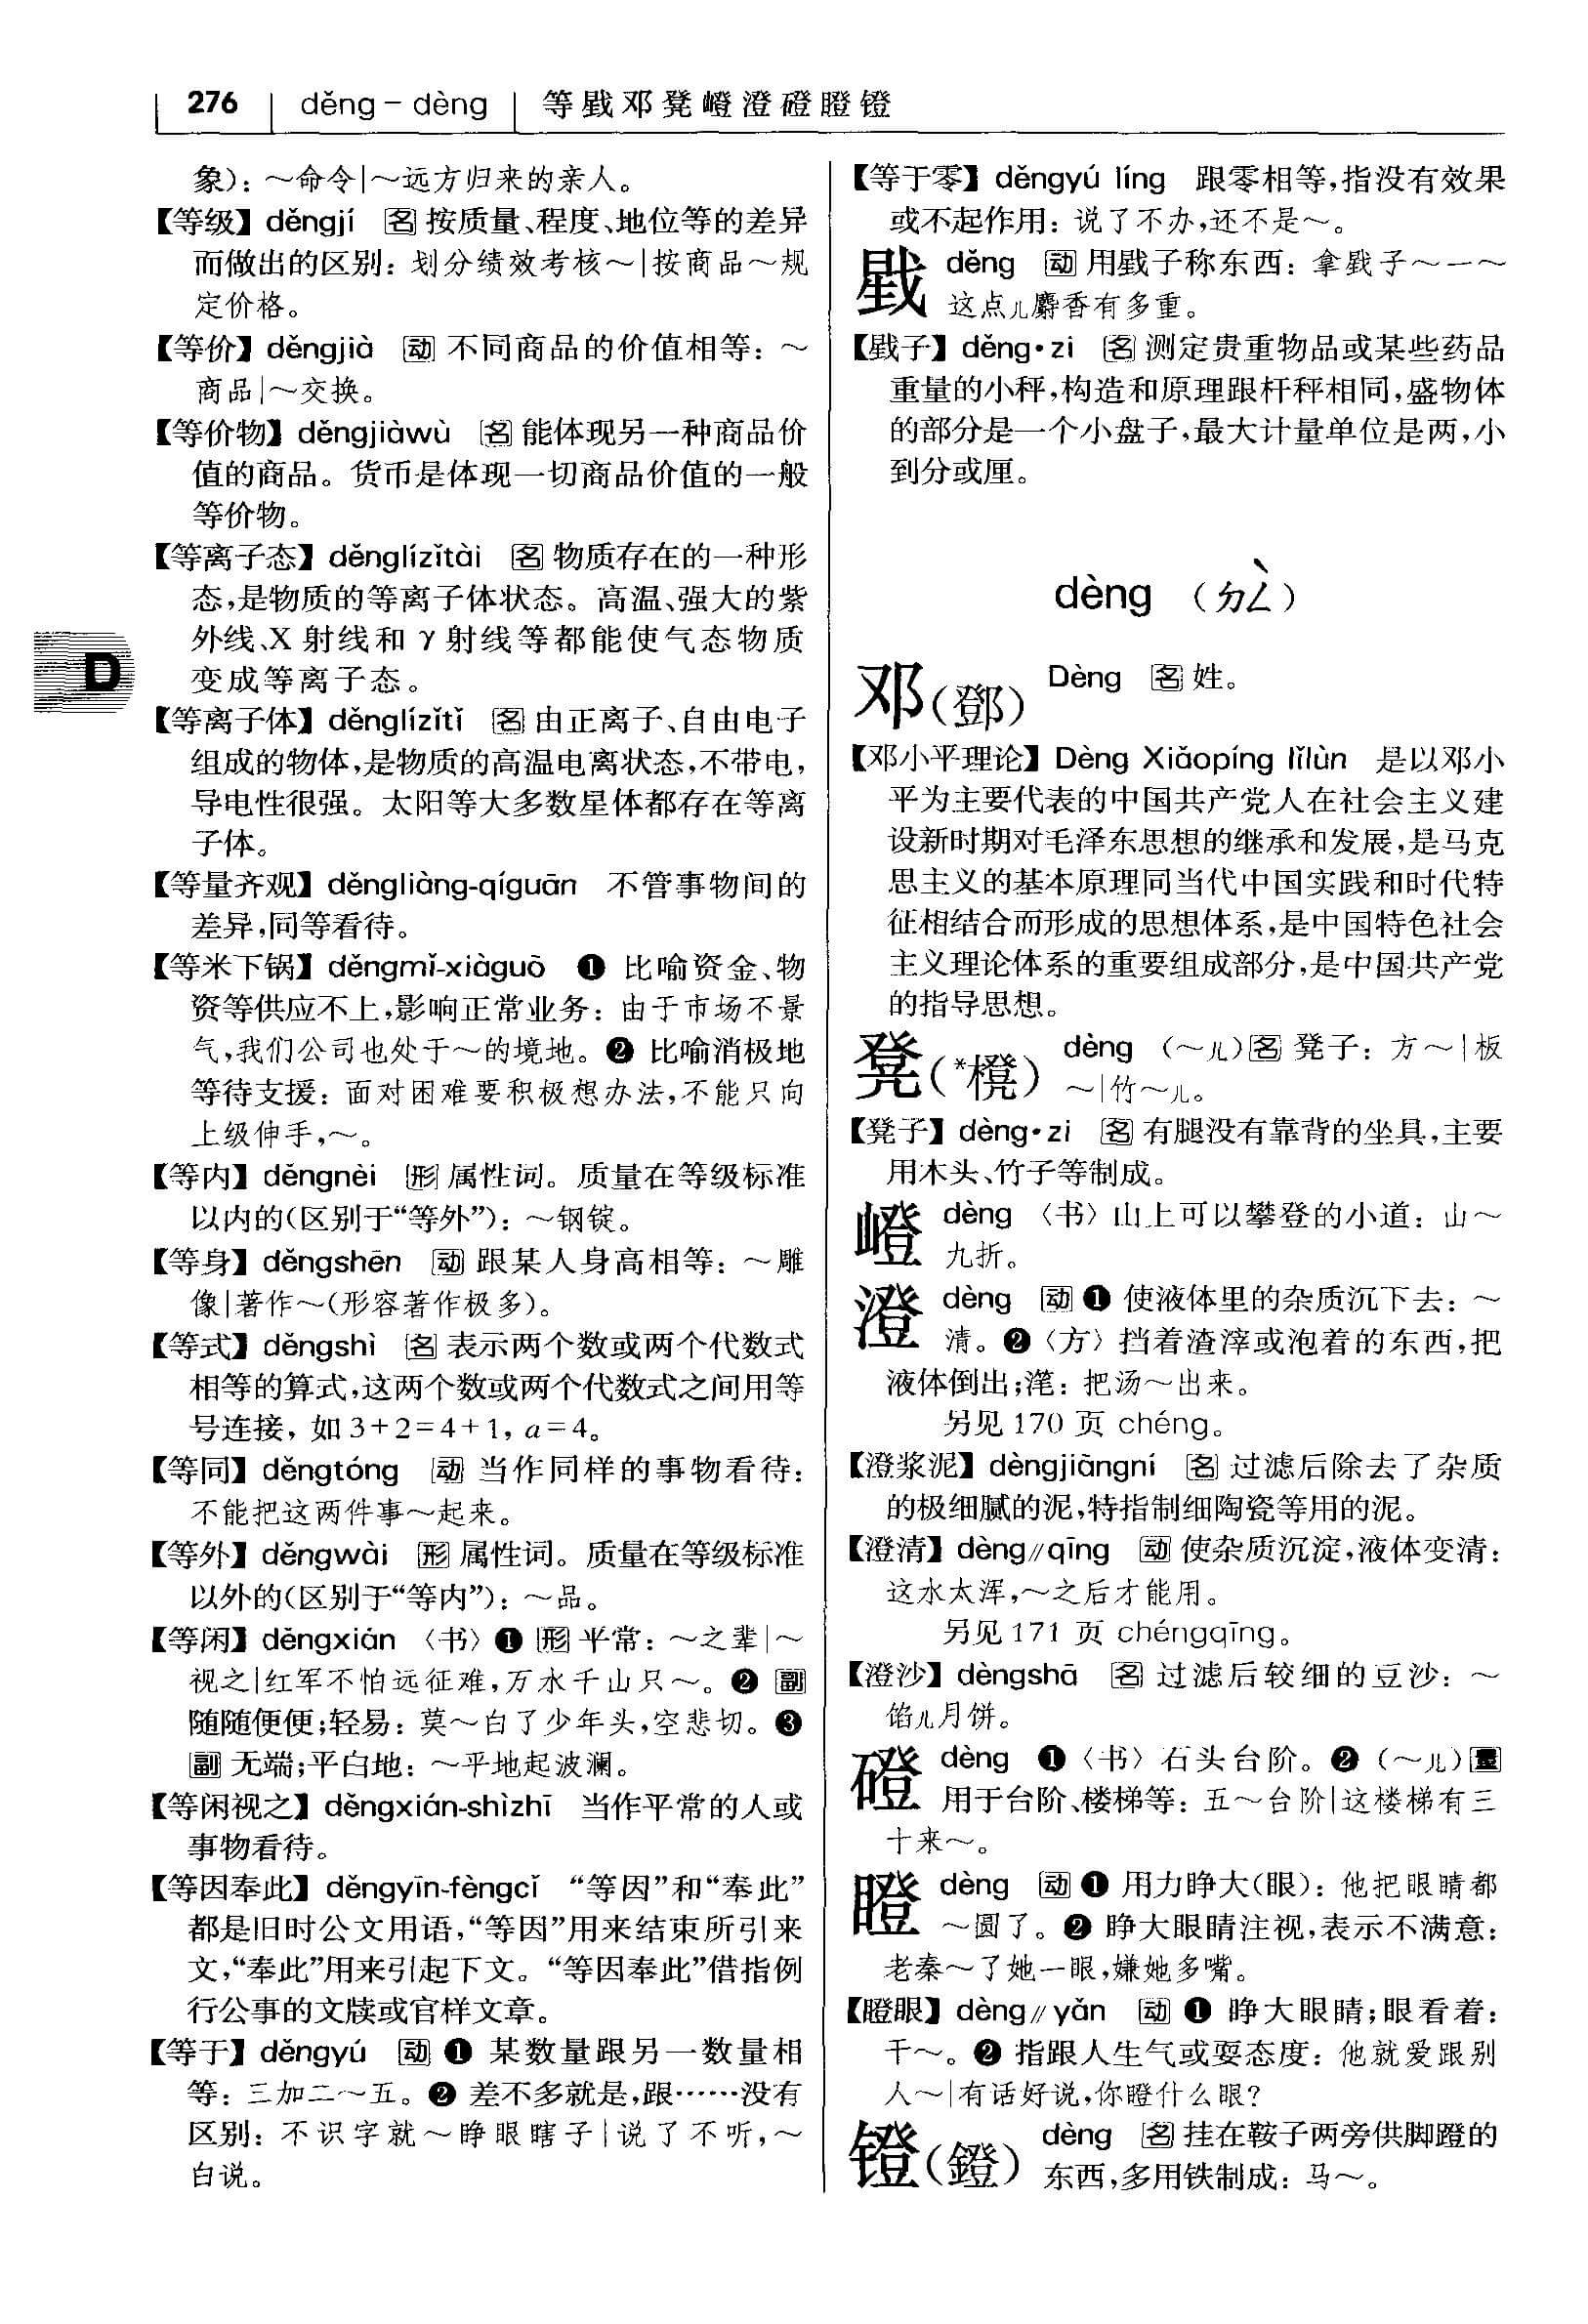 276 děng – dèng 等戥邓凳嶝澄磴瞪镫
象):～命令|～远方归来的亲人。
【等级】děngjí 名 按质量、程度、地位等的差异
而做出的区别：划分绩效考核～|按商品～规
定价格。
【等价】děngjià 动 不同商品的价值相等：～
商品|～交换。
【等价物】děngjiàwù 名 能体现另一种商品价
值的商品。货币是体现一切商品价值的一般
等价物。
【等离子态】děnglízǐtài 名 物质存在的一种形
态,是物质的等离子体状态。高温、强大的紫
外线、X射线和γ射线等都能使气态物质
变成等离子态。
【等离子体】děnglízǐtǐ 名 由正离子、自由电子
组成的物体,是物质的高温电离状态,不带电,
导电性很强。太阳等大多数星体都存在等离
子体。
【等量齐观】děngliàng-qíguān 不管事物间的
差异,同等看待。
【等米下锅】děngmǐ-xiàguō ❶ 比喻资金、物
资等供应不上,影响正常业务：由于市场不景
气,我们公司也处于～的境地。❷ 比喻消极地
等待支援：面对困难要积极想办法,不能只向
上级伸手,～。
【等内】děngnèi 形 属性词。质量在等级标准
以内的(区别于“等外”)：～钢锭。
【等身】děngshēn 动 跟某人身高相等：～雕
像|著作～(形容著作极多)。
【等式】děngshì 名 表示两个数或两个代数式
相等的算式,这两个数或两个代数式之间用等
号连接, 如3+2=4+1, a=4。
【等同】děngtóng 动 当作同样的事物看待：
不能把这两件事～起来。
【等外】děngwài 形 属性词。质量在等级标准
以外的(区别于“等内”)：～品。
【等闲】děngxián 〈书〉❶ 形 平常：～之辈|～
视之|红军不怕远征难,万水千山只～。❷ 副
随随便便;轻易：莫～白了少年头,空悲切。❸
副 无端;平白地：～平地起波澜。
【等闲视之】děngxián-shìzhī 当作平常的人或
事物看待。
【等因奉此】děngyīn-fèngcǐ “等因”和“奉此”
都是旧时公文用语,“等因”用来结束所引来
文,“奉此”用来引起下文。“等因奉此”借指例
行公事的文牍或官样文章。
【等于】děngyú 动 ❶ 某数量跟另一数量相
等：三加二～五。❷ 差不多就是,跟……没有
区别：不识字就～睁眼瞎子|说了不听,～
白说。
D
【等于零】děngyú líng 跟零相等,指没有效果
或不起作用：说了不办,还不是～。
戥 děng 动 用戥子称东西：拿戥子～一～
这点儿麝香有多重。
【戥子】děng•zi 名 测定贵重物品或某些药品
重量的小秤,构造和原理跟杆秤相同,盛物体
的部分是一个小盘子,最大计量单位是两,小
到分或厘。
dèng （ㄉㄥˋ）
邓(鄧) Dèng 名 姓。
【邓小平理论】Dèng Xiǎopíng lǐlùn 是以邓小
平为主要代表的中国共产党人在社会主义建
设新时期对毛泽东思想的继承和发展,是马克
思主义的基本原理同当代中国实践和时代特
征相结合而形成的思想体系,是中国特色社会
主义理论体系的重要组成部分,是中国共产党
的指导思想。
凳(*櫈) dèng （～儿）名 凳子：方～|板
～|竹～儿。
【凳子】dèng•zi 名 有腿没有靠背的坐具,主要
用木头、竹子等制成。
嶝 dèng 〈书〉山上可以攀登的小道：山～
九折。
澄 dèng 动 ❶ 使液体里的杂质沉下去：～
清。❷〈方〉挡着渣滓或泡着的东西,把
液体倒出;滗：把汤～出来。
另见170页 chéng。
【澄浆泥】dèngjiāngní 名 过滤后除去了杂质
的极细腻的泥,特指制细陶瓷等用的泥。
【澄清】dèng∥qīng 动 使杂质沉淀,液体变清：
这水太浑,～之后才能用。
另见171页 chéngqīng。
【澄沙】dèngshā 名 过滤后较细的豆沙：～
馅儿月饼。
磴 dèng ❶〈书〉石头台阶。❷（～儿）量
用于台阶、楼梯等：五～台阶|这楼梯有三
十来～。
瞪 dèng 动 ❶ 用力睁大(眼)：他把眼睛都
～圆了。❷ 睁大眼睛注视,表示不满意：
老秦～了她一眼,嫌她多嘴。
【瞪眼】dèng∥yǎn 动 ❶ 睁大眼睛;眼看着：
干～。❷ 指跟人生气或耍态度：他就爱跟别
人～|有话好说,你瞪什么眼?
镫(鐙) dèng 名 挂在鞍子两旁供脚蹬的
东西,多用铁制成：马～。